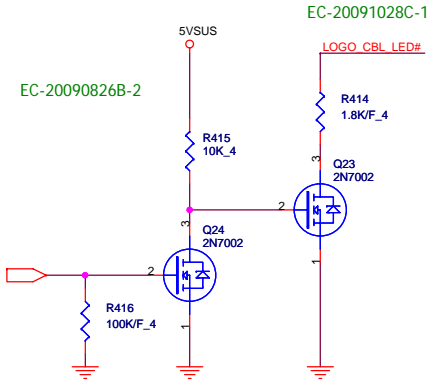 EC-20091028C-1
5VSUS
LOGO_CBL_LED#
EC-20090826B-2
R414
1.8K/F_4
R415
10K_4
3
Q23
2N7002
2
3
Q24
2N7002
2
1
R416
100K/F_4
1